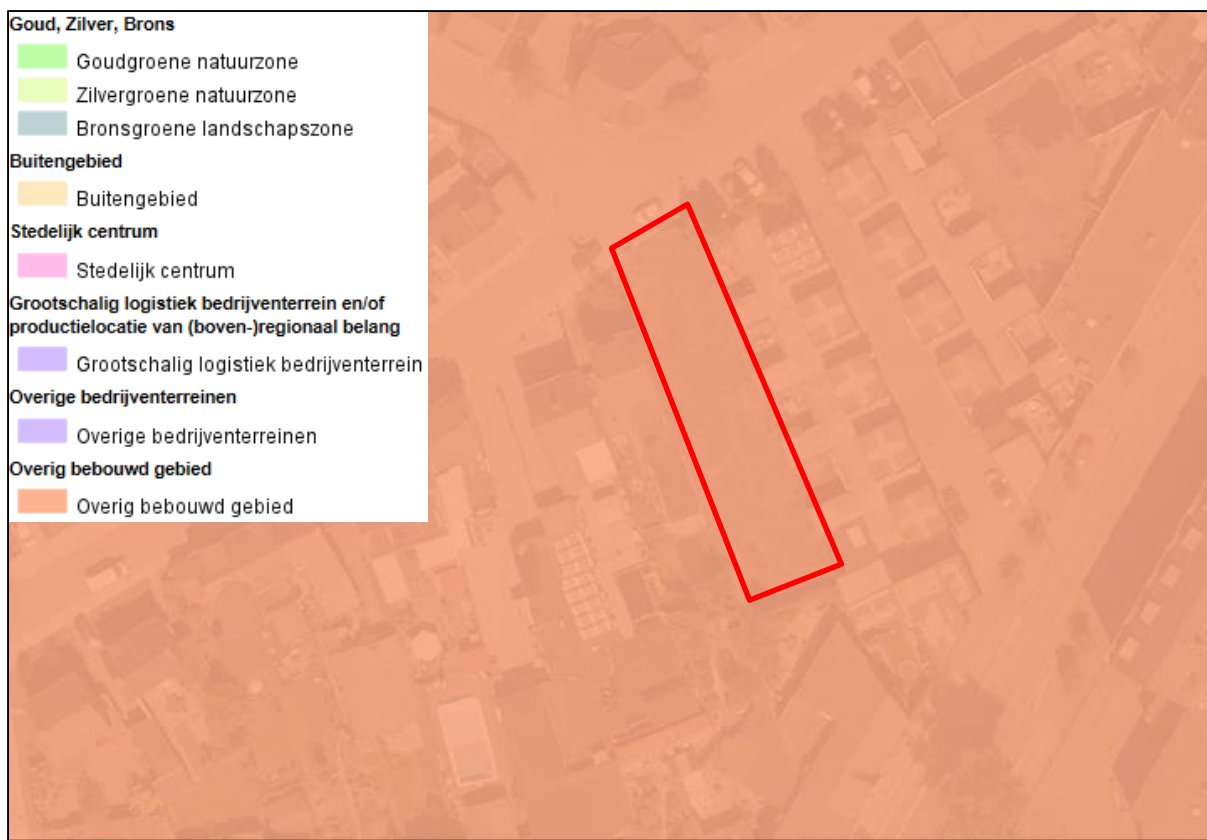 Goud, Zilver, Brons
Goudgroene natuurzone
Zilvergroene natuurzone
Bronsgroene landschapszone
Buitengebied
Buitengebied
Stedelijk centrum
Stedelijk centrum
Grootschalig logistiek bedrijventerrein en/of
productielocatie van (boven-)regionaal belang
Grootschalig logistiek bedrijventerrein
Overige bedrijventerreinen
Overige bedrijventerreinen
Overig bebouwd gebied
Overig bebouwd gebied